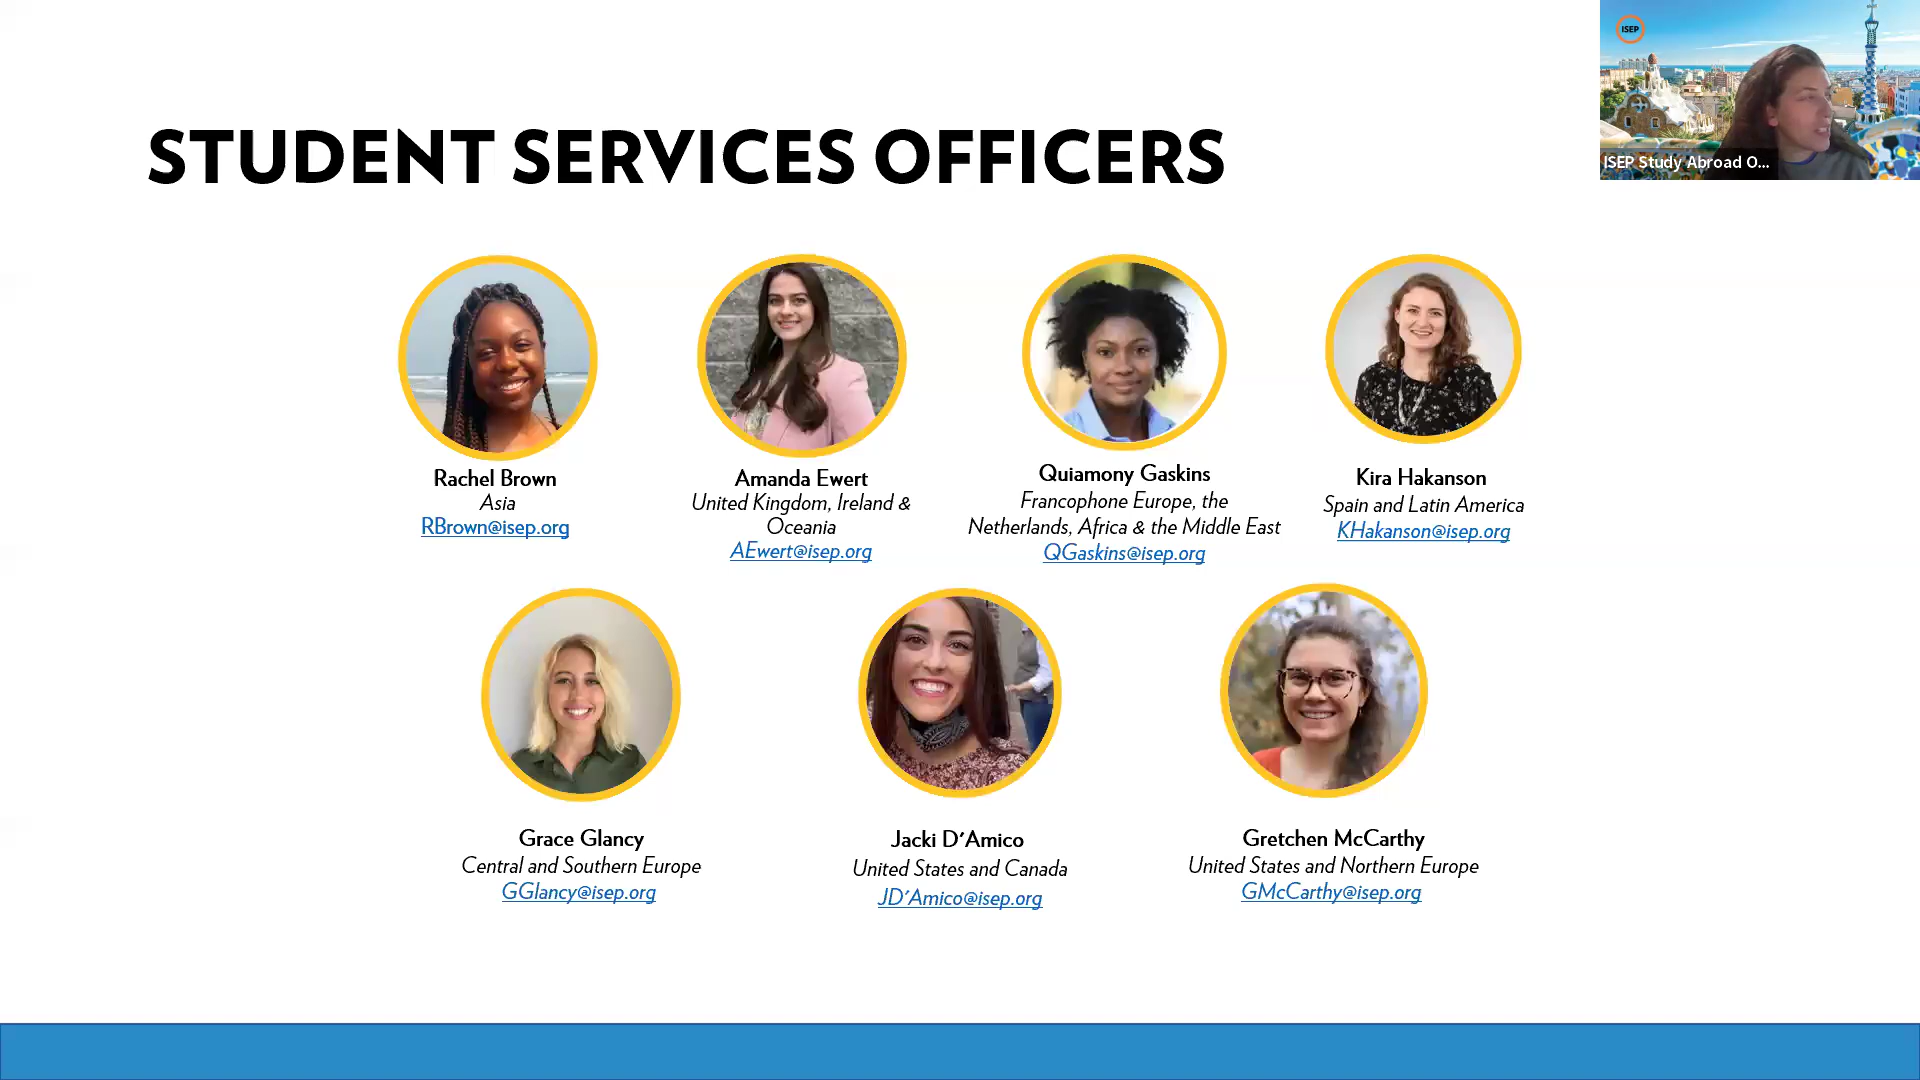 ISEP
ISEP Study Abroad O...
STUDENT SERVICES OFFICERS
Rachel Brown
Asia
RBrown@isep.org
Amanda Ewert
United Kingdom, Ireland &
Oceania
AEwert@isep.org
Quiamony Gaskins
Francophone Europe, the
Netherlands, Africa & the Middle East
QGaskins@isep.org
Kira Hakanson
Spain and Latin America
KHakanson@isep.org
Grace Glancy
Central and Southern Europe
GGlancy@isep.org
Jacki D'Amico
United States and Canada
JD'Amico@isep.org
Gretchen McCarthy
United States and Northern Europe
GMcCarthy@isep.org